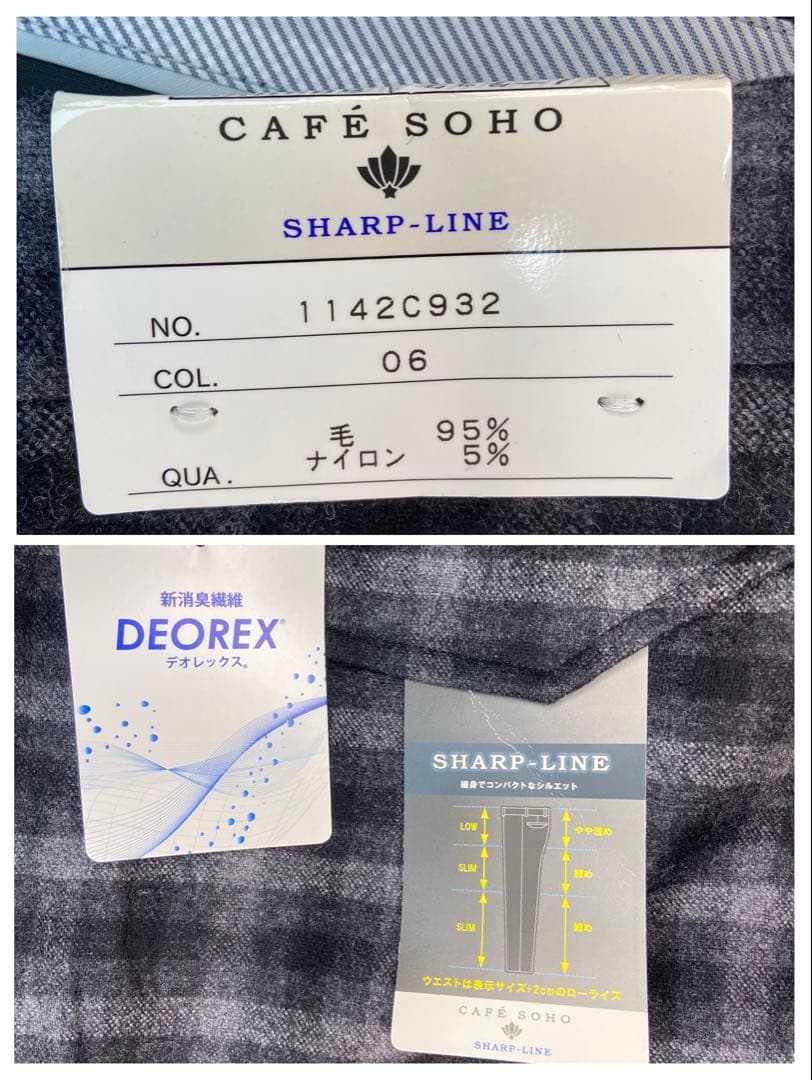 CAFÉ SOHO
SHARP-LINE
NO. 1142C932
COL. 06
毛 95%
ナイロン 5%
QUA.
新消臭繊維
DEOREX®
デオレックス®
SHARP-LINE
細身でコンパクトなシルエット
LOW やや浅め
SLIM 細め
SLIM 細め
ウエストは表示サイズ+2cmのローライズ
CAFÉ SOHO
SHARP-LINE